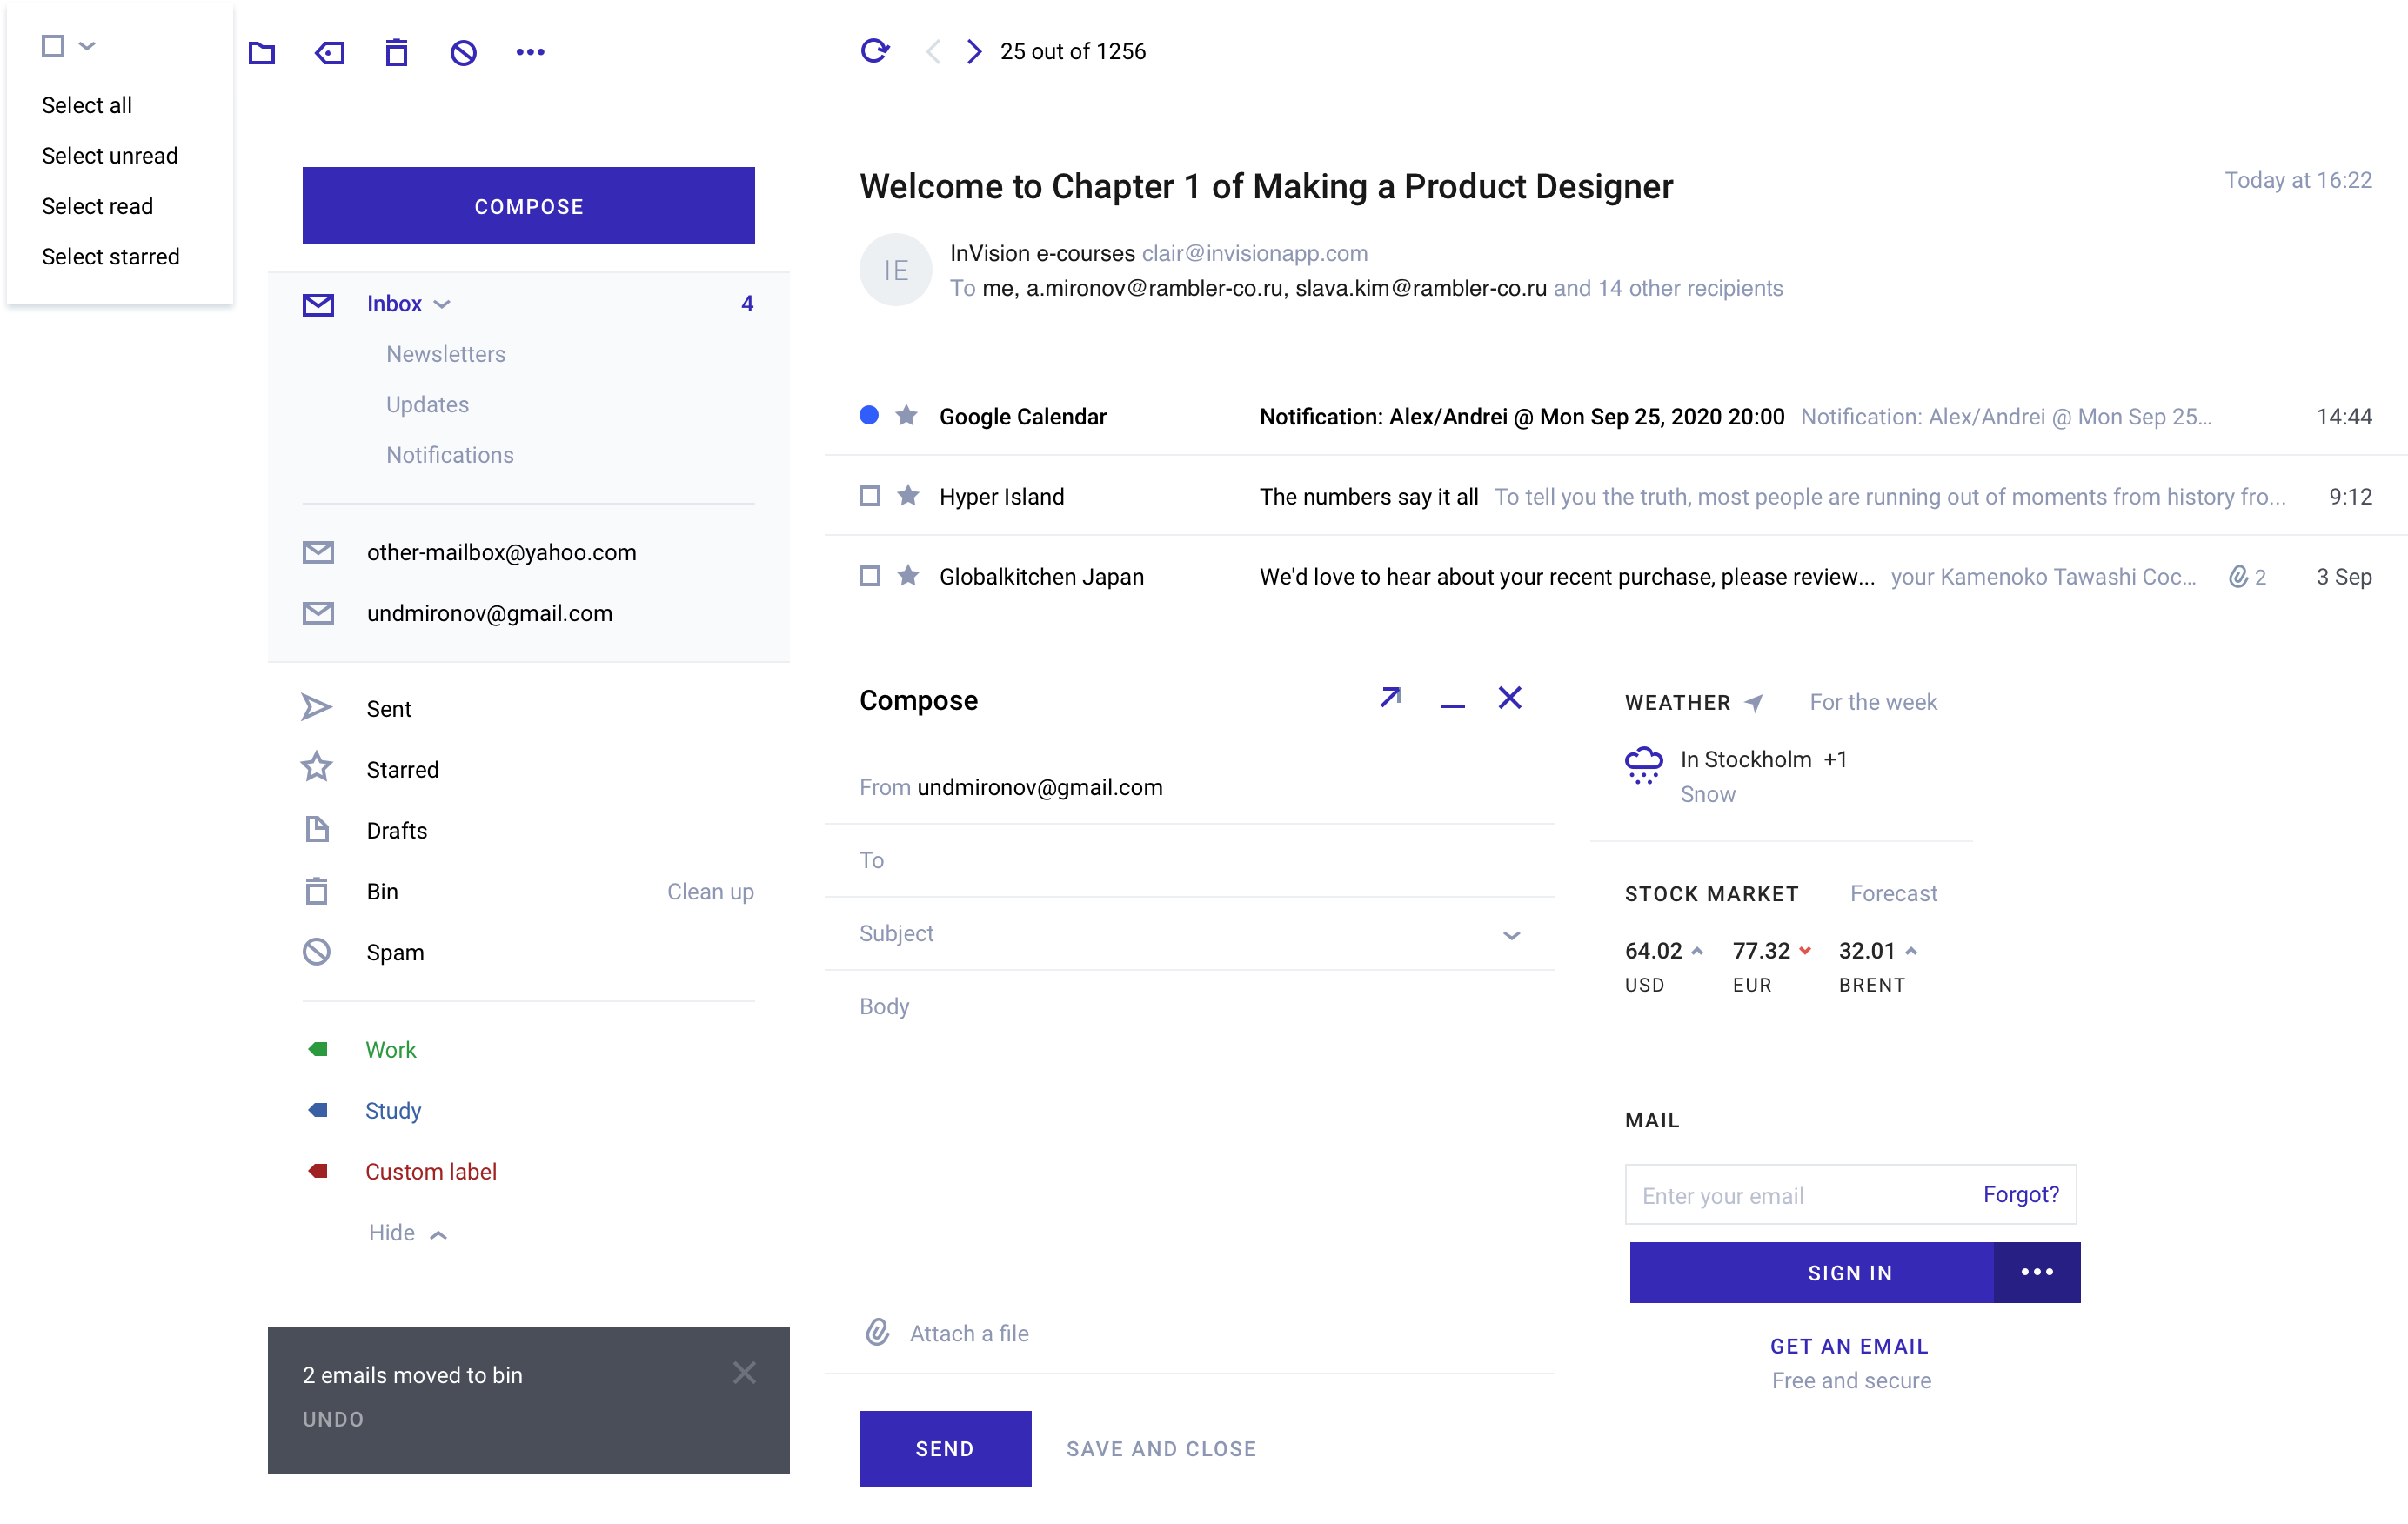 Select all
Select unread
Select read
Select starred
25 out of 1256
COMPOSE
Inbox 4
Newsletters
Updates
Notifications
other-mailbox@yahoo.com
undmironov@gmail.com
Sent
Starred
Drafts
Bin Clean up
Spam
Work
Study
Custom label
Hide
2 emails moved to bin
UNDO
Welcome to Chapter 1 of Making a Product Designer Today at 16:22
IE
InVision e-courses clair@invisionapp.com
To me, a.mironov@rambler-co.ru, slava.kim@rambler-co.ru and 14 other recipients
Google Calendar Notification: Alex/Andrei @ Mon Sep 25, 2020 20:00 Notification: Alex/Andrei @ Mon Sep 25... 14:44
Hyper Island The numbers say it all To tell you the truth, most people are running out of moments from history fro... 9:12
Globalkitchen Japan We'd love to hear about your recent purchase, please review... your Kamenoko Tawashi Coc... 2 3 Sep
Compose
From undmironov@gmail.com
To
Subject
Body
Attach a file
SEND SAVE AND CLOSE
WEATHER For the week
In Stockholm +1
Snow
STOCK MARKET Forecast
64.02 77.32 32.01
USD EUR BRENT
MAIL
Enter your email Forgot?
SIGN IN
GET AN EMAIL
Free and secure